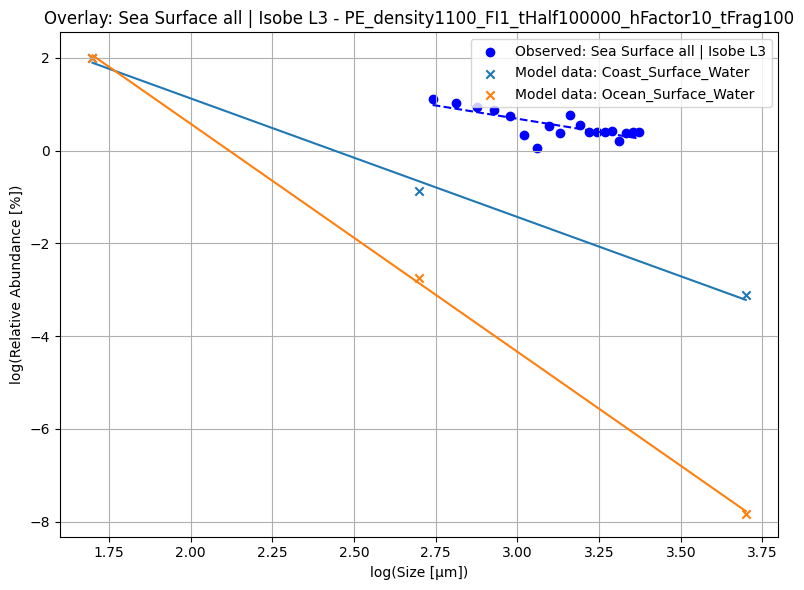 Overlay: Sea Surface all | Isobe L3 - PE_density1100_FI1_tHalf100000_hFactor10_tFrag100
Observed: Sea Surface all | Isobe L3
Model data: Coast_Surface_Water
Model data: Ocean_Surface_Water
log(Relative Abundance [%])
2
0
−2
−4
−6
−8
1.75 2.00 2.25 2.50 2.75 3.00 3.25 3.50 3.75
log(Size [µm])